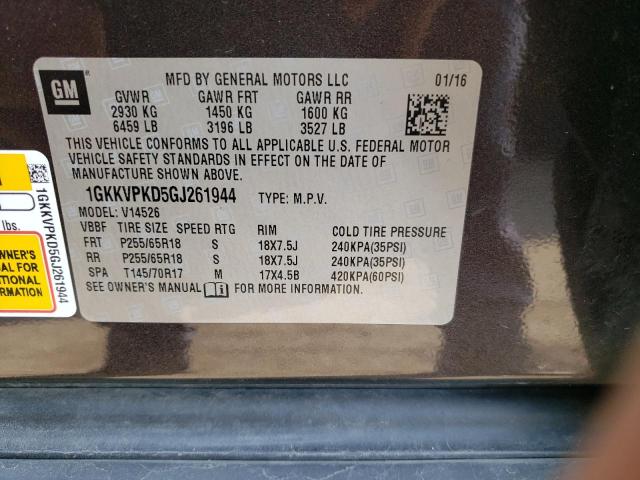 GM
MFD BY GENERAL MOTORS LLC 01/16
GVWR GAWR FRT GAWR RR
2930 KG 1450 KG 1600 KG
6459 LB 3196 LB 3527 LB
THIS VEHICLE CONFORMS TO ALL APPLICABLE U.S. FEDERAL MOTOR
VEHICLE SAFETY STANDARDS IN EFFECT ON THE DATE OF
MANUFACTURE SHOWN ABOVE.
1GKKVPKD5GJ261944 TYPE: M.P.V.
MODEL: V14526
VBBF TIRE SIZE SPEED RTG RIM COLD TIRE PRESSURE
FRT P255/65R18 S 18X7.5J 240KPA(35PSI)
RR P255/65R18 S 18X7.5J 240KPA(35PSI)
SPA T145/70R17 M 17X4.5B 420KPA(60PSI)
SEE OWNER'S MANUAL FOR MORE INFORMATION.
1GKKVPKD5GJ261944
lbs.
OWNER'S
FOR
INFORMATION